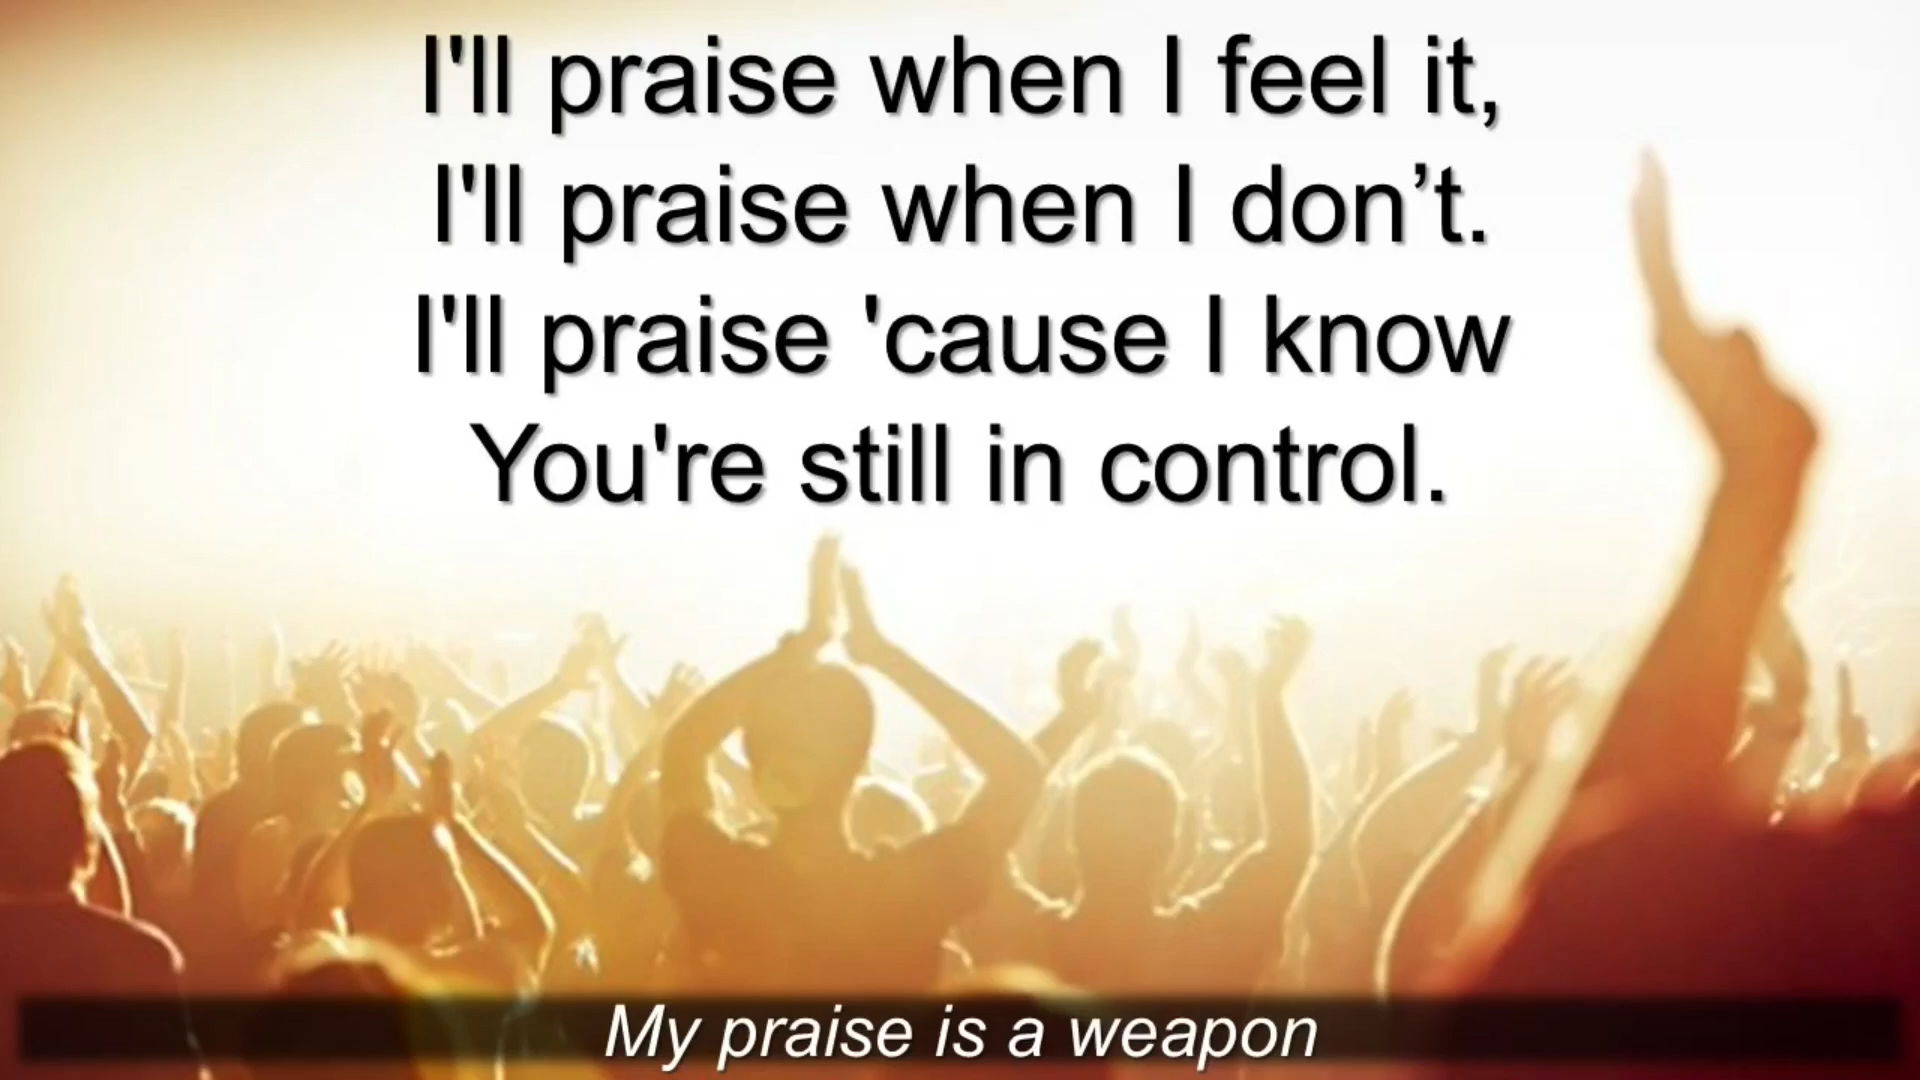 I'll praise when I feel it,
I'll praise when I don’t.
I'll praise 'cause I know
You're still in control.
My praise is a weapon